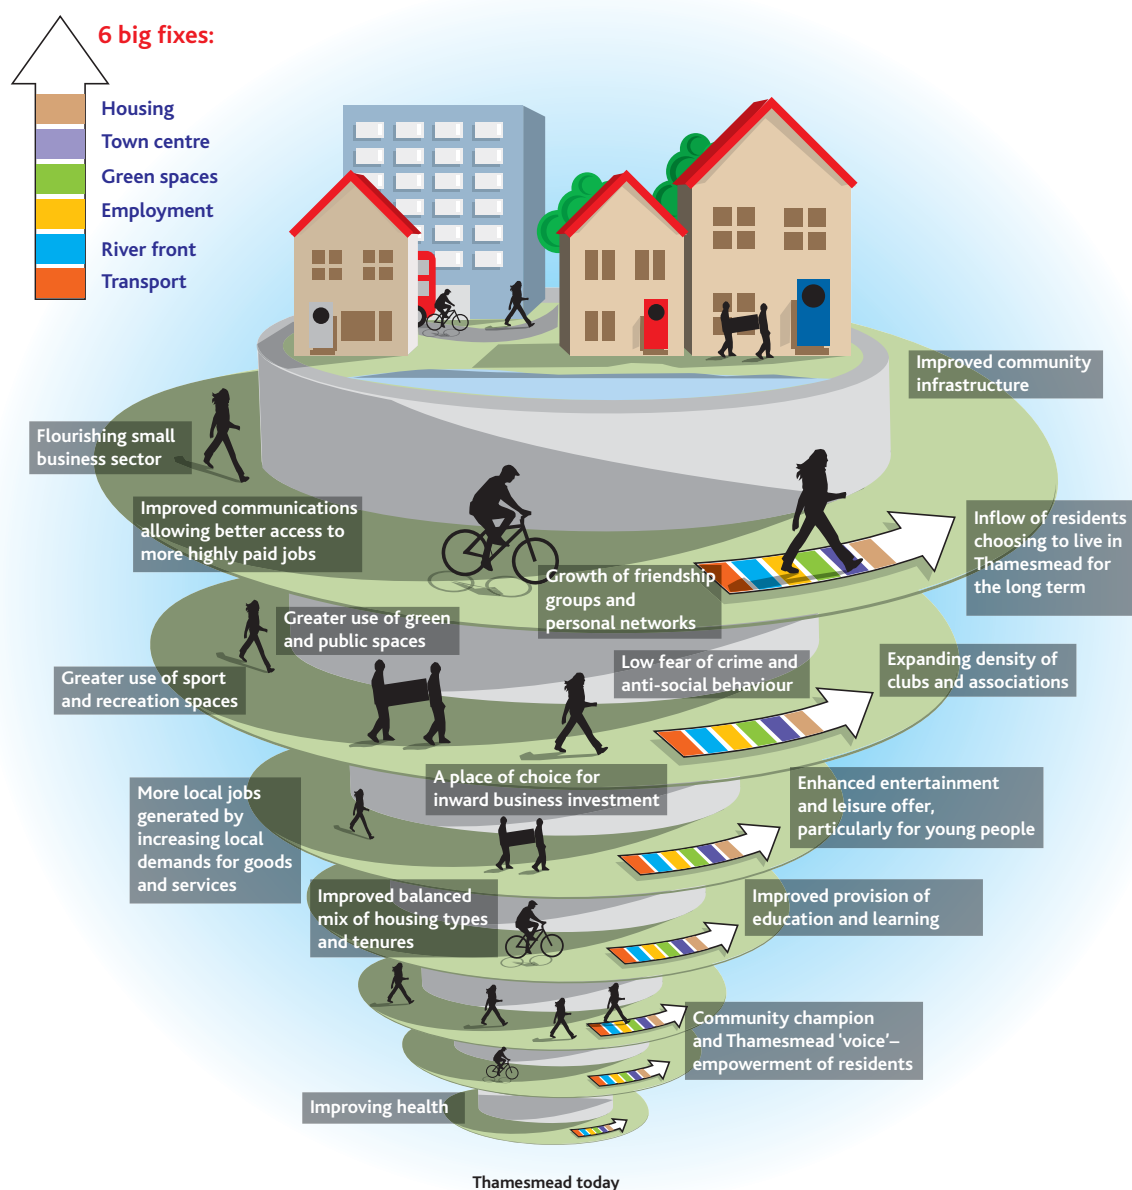 6 big fixes:
Housing
Town centre
Green spaces
Employment
River front
Transport
Improved community
infrastructure
Flourishing small
business sector
Improved communications
allowing better access to
more highly paid jobs
Inflow of residents
choosing to live in
Thamesmead for
the long term
Growth of friendship
groups and
personal networks
Greater use of green
and public spaces
Low fear of crime and
anti-social behaviour
Expanding density of
clubs and associations
Greater use of sport
and recreation spaces
A place of choice for
inward business investment
Enhanced entertainment
and leisure offer,
particularly for young people
More local jobs
generated by
increasing local
demands for goods
and services
Improved balanced
mix of housing types
and tenures
Improved provision of
education and learning
Community champion
and Thamesmead ‘voice’–
empowerment of residents
Improving health
Thamesmead today